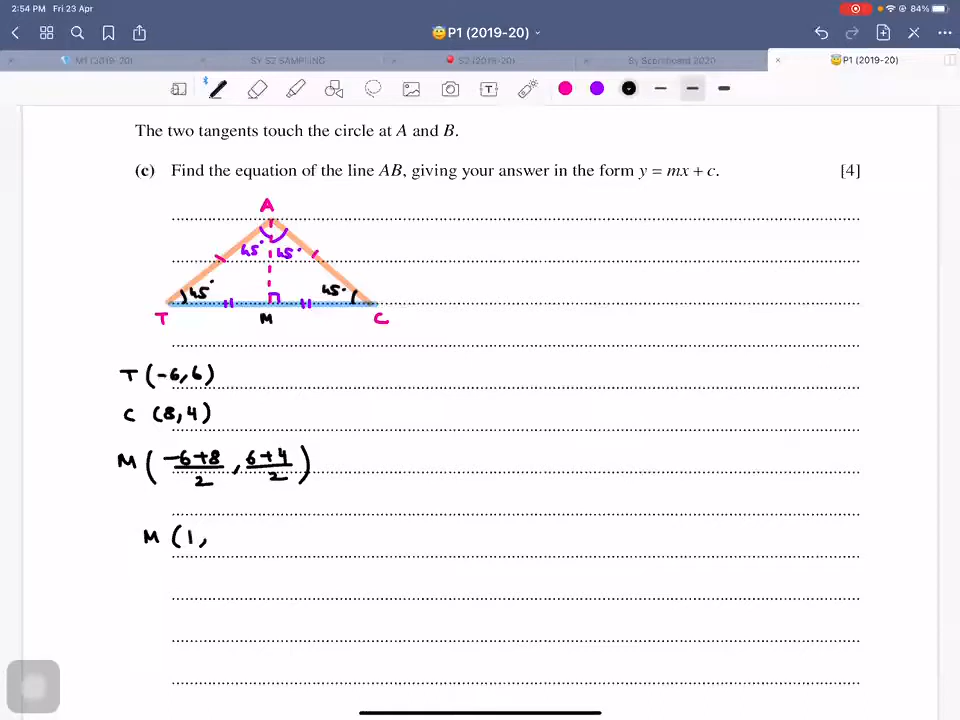 2:54 PM Fri 23 Apr
84%
P1 (2019-20)
M1 (2019-20)
SY S2 SAMPLING
S2 (2019-20)
By Scornboard 2020
P1 (2019-20)
The two tangents touch the circle at A and B.
(c) Find the equation of the line AB, giving your answer in the form y = mx + c. [4]
A
45° 45°
45° 45°
T M C
T (-6,6)
C (8,4)
M (-6+8/2, 6+4/2)
M (1,